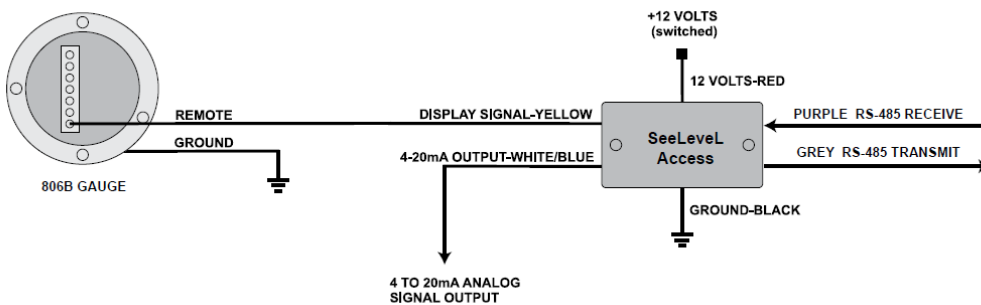 +12 VOLTS
(switched)
12 VOLTS-RED
REMOTE
DISPLAY SIGNAL-YELLOW
PURPLE RS-485 RECEIVE
SeeLeveL
Access
GROUND
4-20mA OUTPUT-WHITE/BLUE
GREY RS-485 TRANSMIT
806B GAUGE
GROUND-BLACK
4 TO 20mA ANALOG
SIGNAL OUTPUT